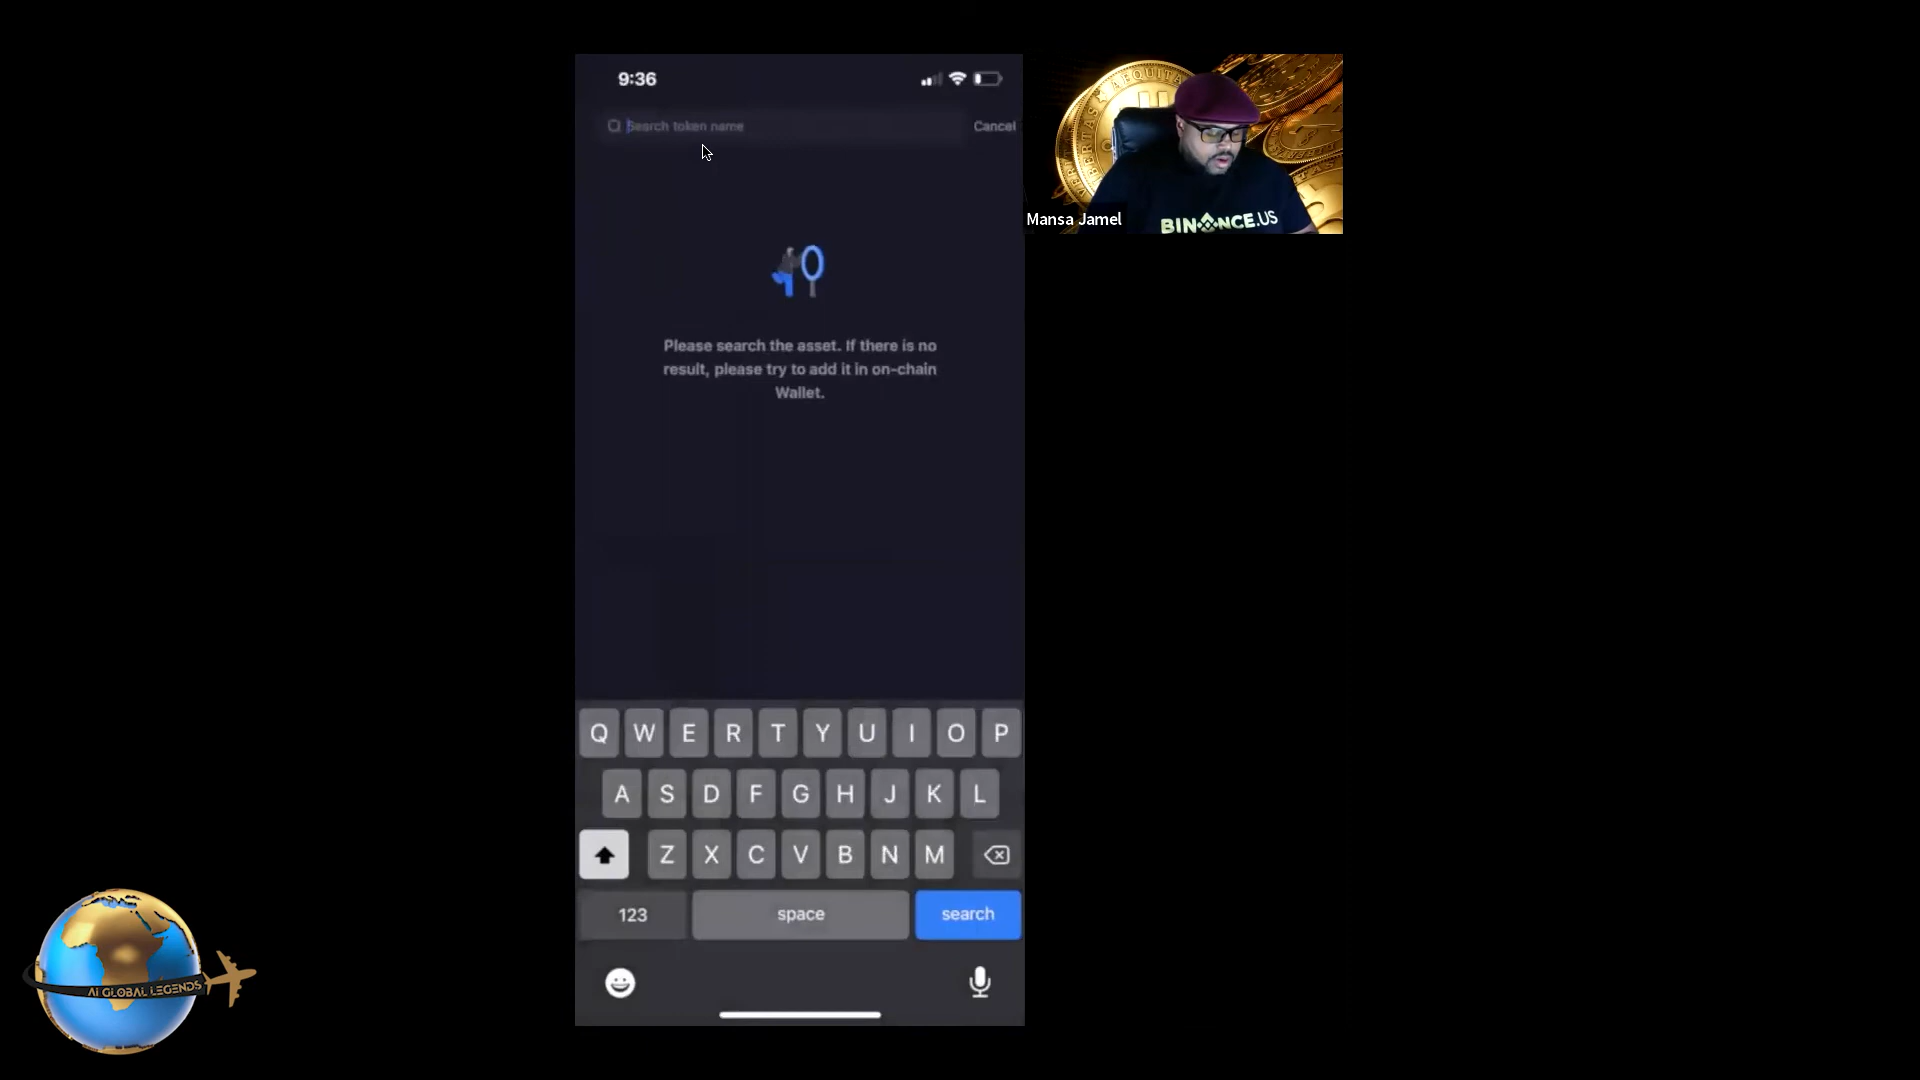 9:36
Search token name
Cancel
Please search the asset. If there is no
result, please try to add it in on-chain
Wallet.
Q W E R T Y U I O P
A S D F G H J K L
Z X C V B N M
123
space
search
AEQUITA
BINANCE.US
Mansa Jamel
AI GLOBAL LEGENDS